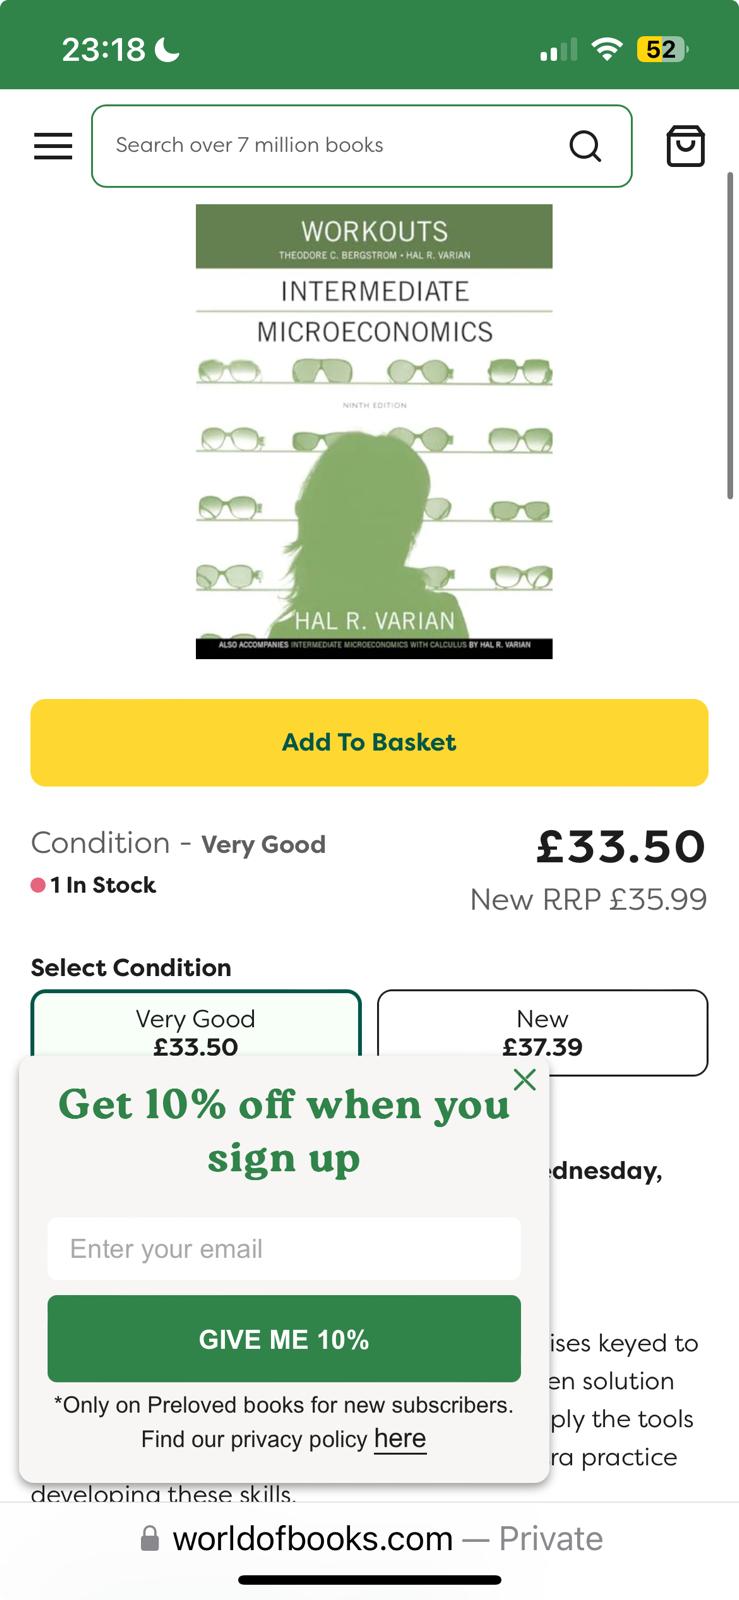 23:18
52
Search over 7 million books
WORKOUTS
THEODORE C. BERGSTROM • HAL R. VARIAN
INTERMEDIATE
MICROECONOMICS
NINTH EDITION
HAL R. VARIAN
ALSO ACCOMPANIES INTERMEDIATE MICROECONOMICS WITH CALCULUS BY HAL R. VARIAN
Add To Basket
Condition - Very Good
£33.50
1 In Stock
New RRP £35.99
Select Condition
Very Good
£33.50
New
£37.39
Get 10% off when you
sign up
dnesday,
Enter your email
GIVE ME 10%
ises keyed to
en solution
*Only on Preloved books for new subscribers.
ply the tools
Find our privacy policy here
ra practice
developing these skills.
worldofbooks.com — Private